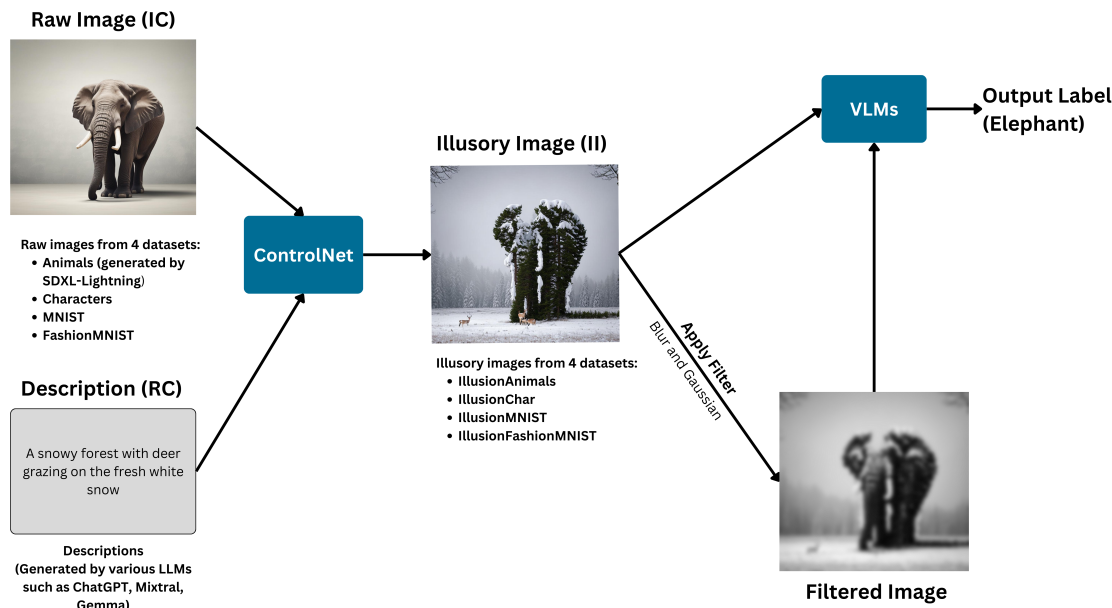 Raw Image (IC)
Raw images from 4 datasets:
• Animals (generated by
SDXL-Lightning)
• Characters
• MNIST
• FashionMNIST
Description (RC)
A snowy forest with deer
grazing on the fresh white
snow
Descriptions
(Generated by various LLMs
such as ChatGPT, Mixtral,
Gemma)
ControlNet
Illusory Image (II)
Illusory images from 4 datasets:
• IllusionAnimals
• IllusionChar
• IllusionMNIST
• IllusionFashionMNIST
Apply Filter
Blur and Gaussian
Filtered Image
VLMs
Output Label
(Elephant)